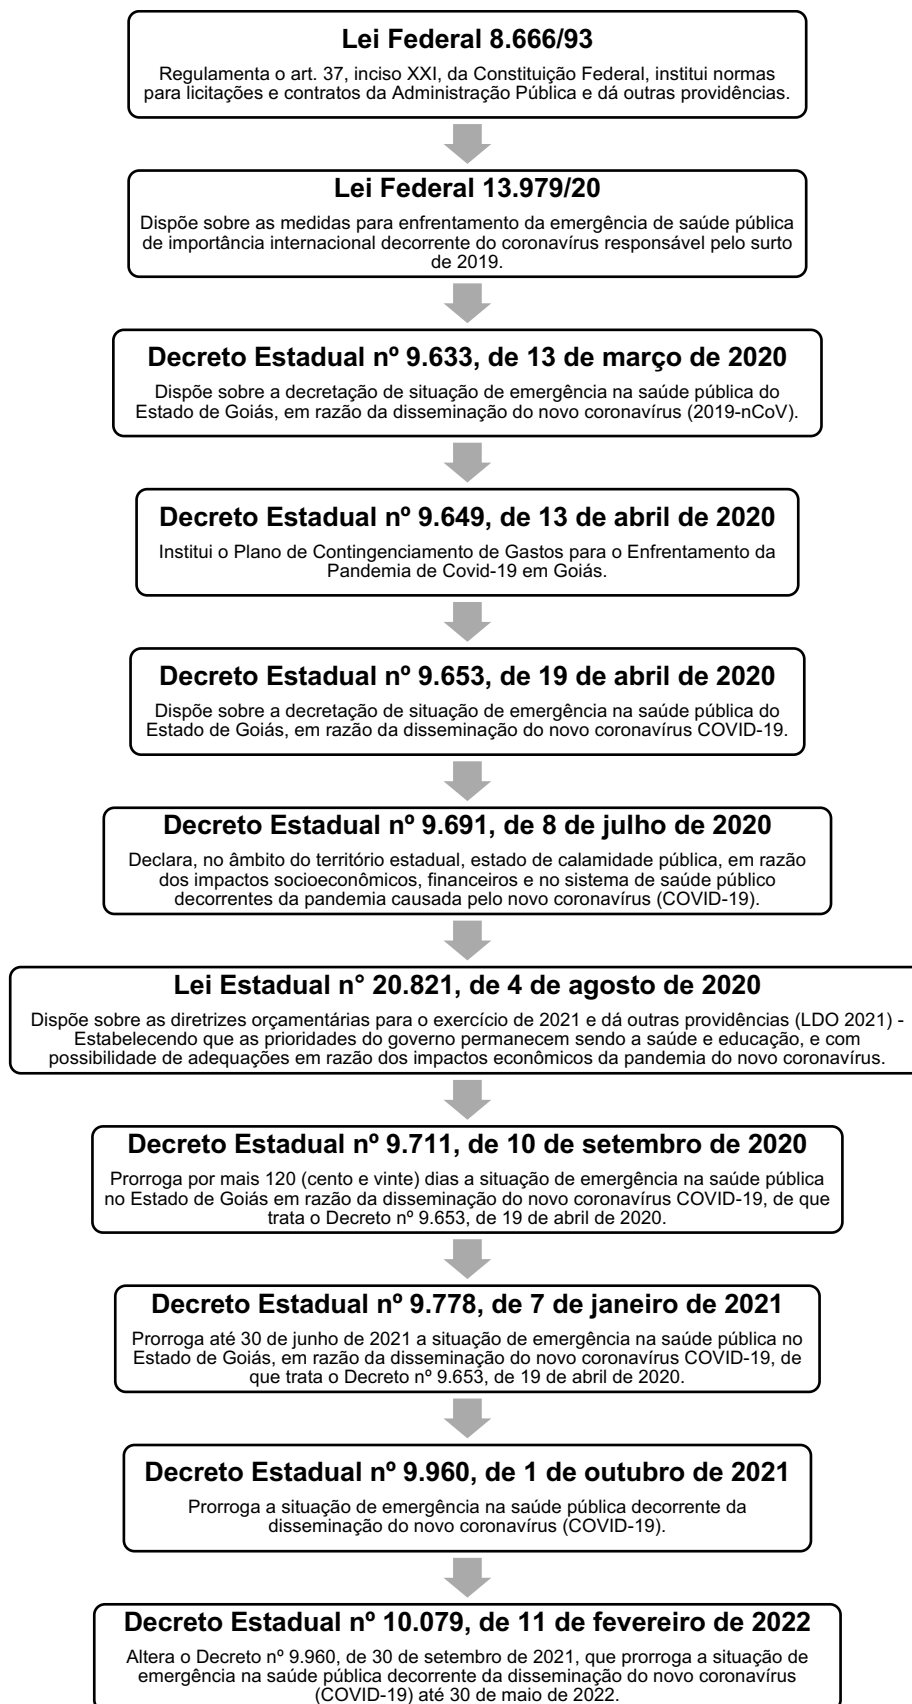 Lei Federal 8.666/93
Regulamenta o art. 37, inciso XXI, da Constituição Federal, institui normas
para licitações e contratos da Administração Pública e dá outras providências.
Lei Federal 13.979/20
Dispõe sobre as medidas para enfrentamento da emergência de saúde pública
de importância internacional decorrente do coronavírus responsável pelo surto
de 2019.
Decreto Estadual nº 9.633, de 13 de março de 2020
Dispõe sobre a decretação de situação de emergência na saúde pública do
Estado de Goiás, em razão da disseminação do novo coronavírus (2019-nCoV).
Decreto Estadual nº 9.649, de 13 de abril de 2020
Institui o Plano de Contingenciamento de Gastos para o Enfrentamento da
Pandemia de Covid-19 em Goiás.
Decreto Estadual nº 9.653, de 19 de abril de 2020
Dispõe sobre a decretação de situação de emergência na saúde pública do
Estado de Goiás, em razão da disseminação do novo coronavírus COVID-19.
Decreto Estadual nº 9.691, de 8 de julho de 2020
Declara, no âmbito do território estadual, estado de calamidade pública, em razão
dos impactos socioeconômicos, financeiros e no sistema de saúde público
decorrentes da pandemia causada pelo novo coronavírus (COVID-19).
Lei Estadual n° 20.821, de 4 de agosto de 2020
Dispõe sobre as diretrizes orçamentárias para o exercício de 2021 e dá outras providências (LDO 2021) -
Estabelecendo que as prioridades do governo permanecem sendo a saúde e educação, e com
possibilidade de adequações em razão dos impactos econômicos da pandemia do novo coronavírus.
Decreto Estadual nº 9.711, de 10 de setembro de 2020
Prorroga por mais 120 (cento e vinte) dias a situação de emergência na saúde pública
no Estado de Goiás em razão da disseminação do novo coronavírus COVID-19, de que
trata o Decreto nº 9.653, de 19 de abril de 2020.
Decreto Estadual nº 9.778, de 7 de janeiro de 2021
Prorroga até 30 de junho de 2021 a situação de emergência na saúde pública no
Estado de Goiás, em razão da disseminação do novo coronavírus COVID-19, de
que trata o Decreto nº 9.653, de 19 de abril de 2020.
Decreto Estadual nº 9.960, de 1 de outubro de 2021
Prorroga a situação de emergência na saúde pública decorrente da
disseminação do novo coronavírus (COVID-19).
Decreto Estadual nº 10.079, de 11 de fevereiro de 2022
Altera o Decreto nº 9.960, de 30 de setembro de 2021, que prorroga a situação de
emergência na saúde pública decorrente da disseminação do novo coronavírus
(COVID-19) até 30 de maio de 2022.